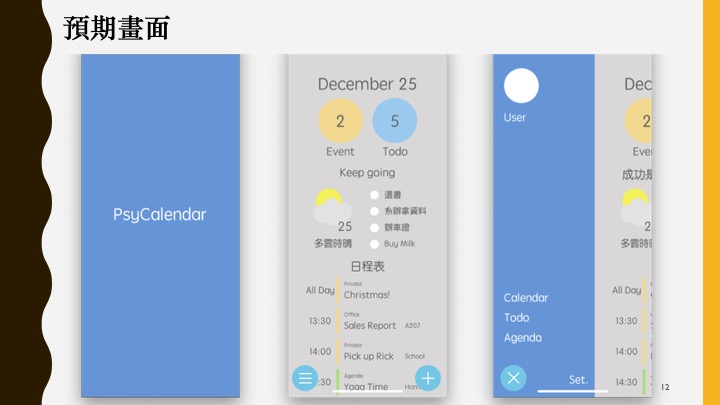 預期畫面
PsyCalendar
December 25
2
5
Event
Todo
Keep going
25
多雲時晴
還書
系辦拿資料
辦車證
Buy Milk
日程表
All Day
Private
Christmas!
13:30
Office
Sales Report
A207
14:00
Private
Pick up Rick
School
:30
Agenda
Yoga Time
Hom
User
Calendar
Todo
Agenda
Set.
Dec
2
Eve
成功是
2
多雲時
All Day
13:30
14:00
14:30
12